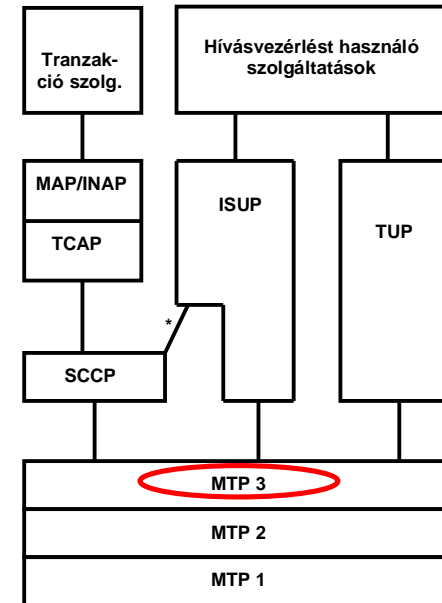 Tranzak-
ció szolg.
Hívásvezérlést használó
szolgáltatások
MAP/INAP
TCAP
ISUP
TUP
*
SCCP
MTP 3
MTP 2
MTP 1